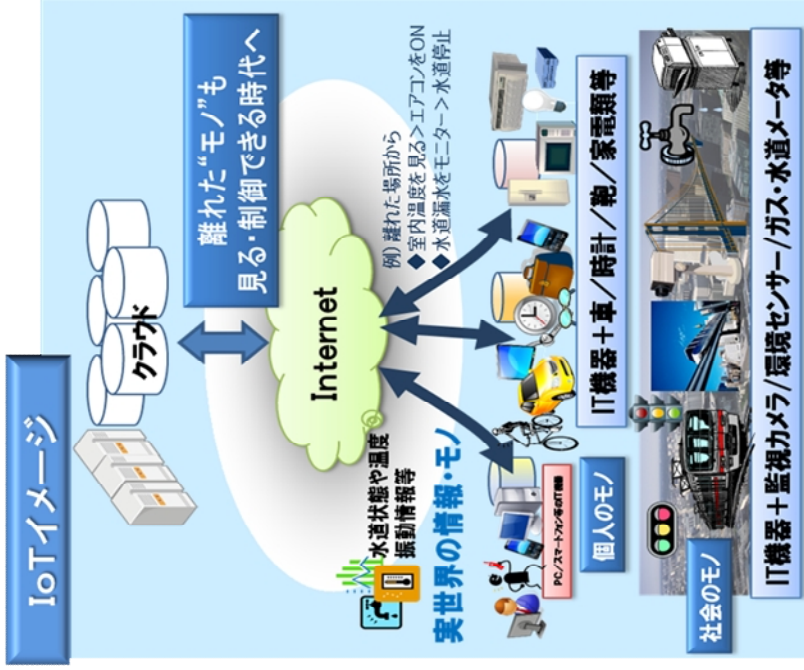 IoTイメージ
クラウド
離れた“モノ”も
見る・制御できる時代へ
Internet
例）離れた場所から
◆室内温度を見る＞エアコンをON
◆水道漏水をモニター＞水道停止
水道状態や温度
振動情報等
実世界の情報・モノ
PC/スマートフォン等のIT機器
個人のモノ
IT機器＋車/時計/鞄/家電類等
社会のモノ
IT機器＋監視カメラ/環境センサー/ガス・水道メータ等